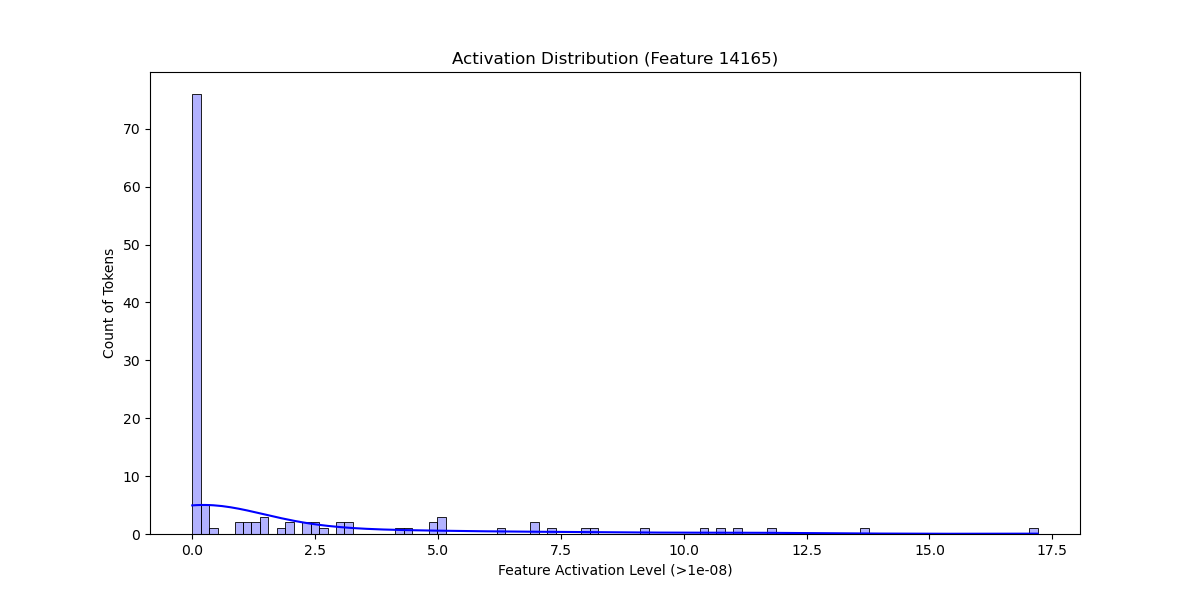 Activation Distribution (Feature 14165)
Count of Tokens
70
60
50
40
30
20
10
0
0.0 2.5 5.0 7.5 10.0 12.5 15.0 17.5
Feature Activation Level (>1e-08)